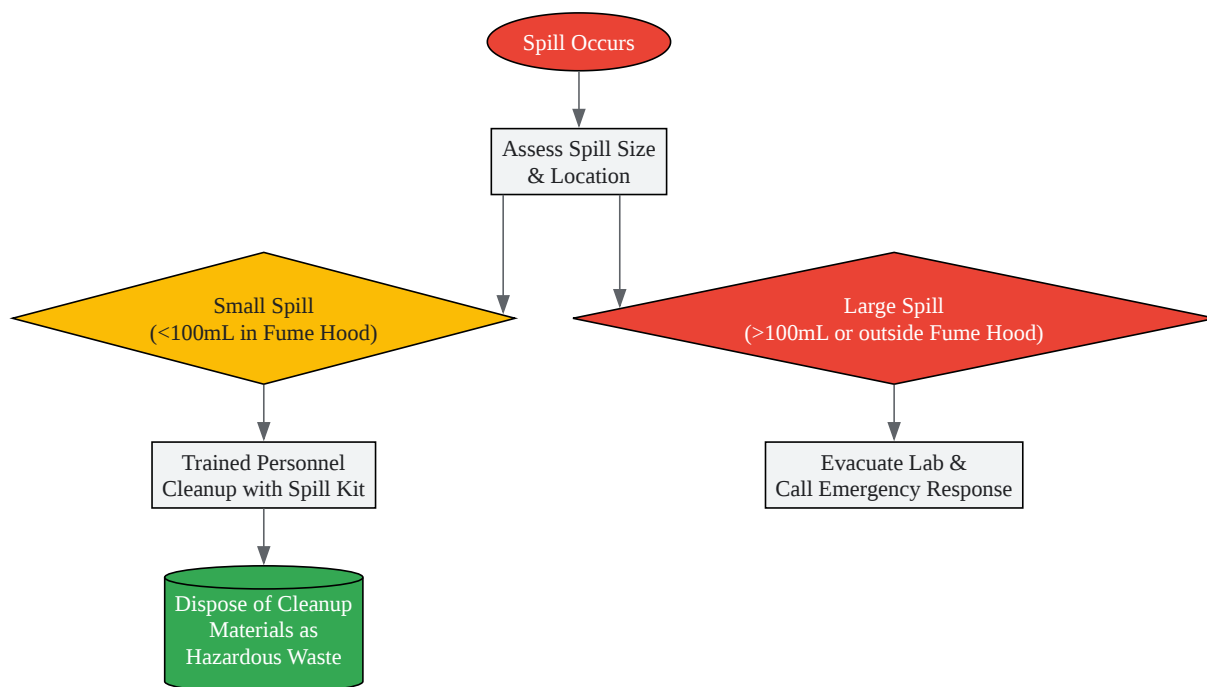 Spill Occurs
Assess Spill Size
& Location
Small Spill
(<100mL in Fume Hood)
Large Spill
(>100mL or outside Fume Hood)
Trained Personnel
Cleanup with Spill Kit
Evacuate Lab &
Call Emergency Response
Dispose of Cleanup
Materials as
Hazardous Waste